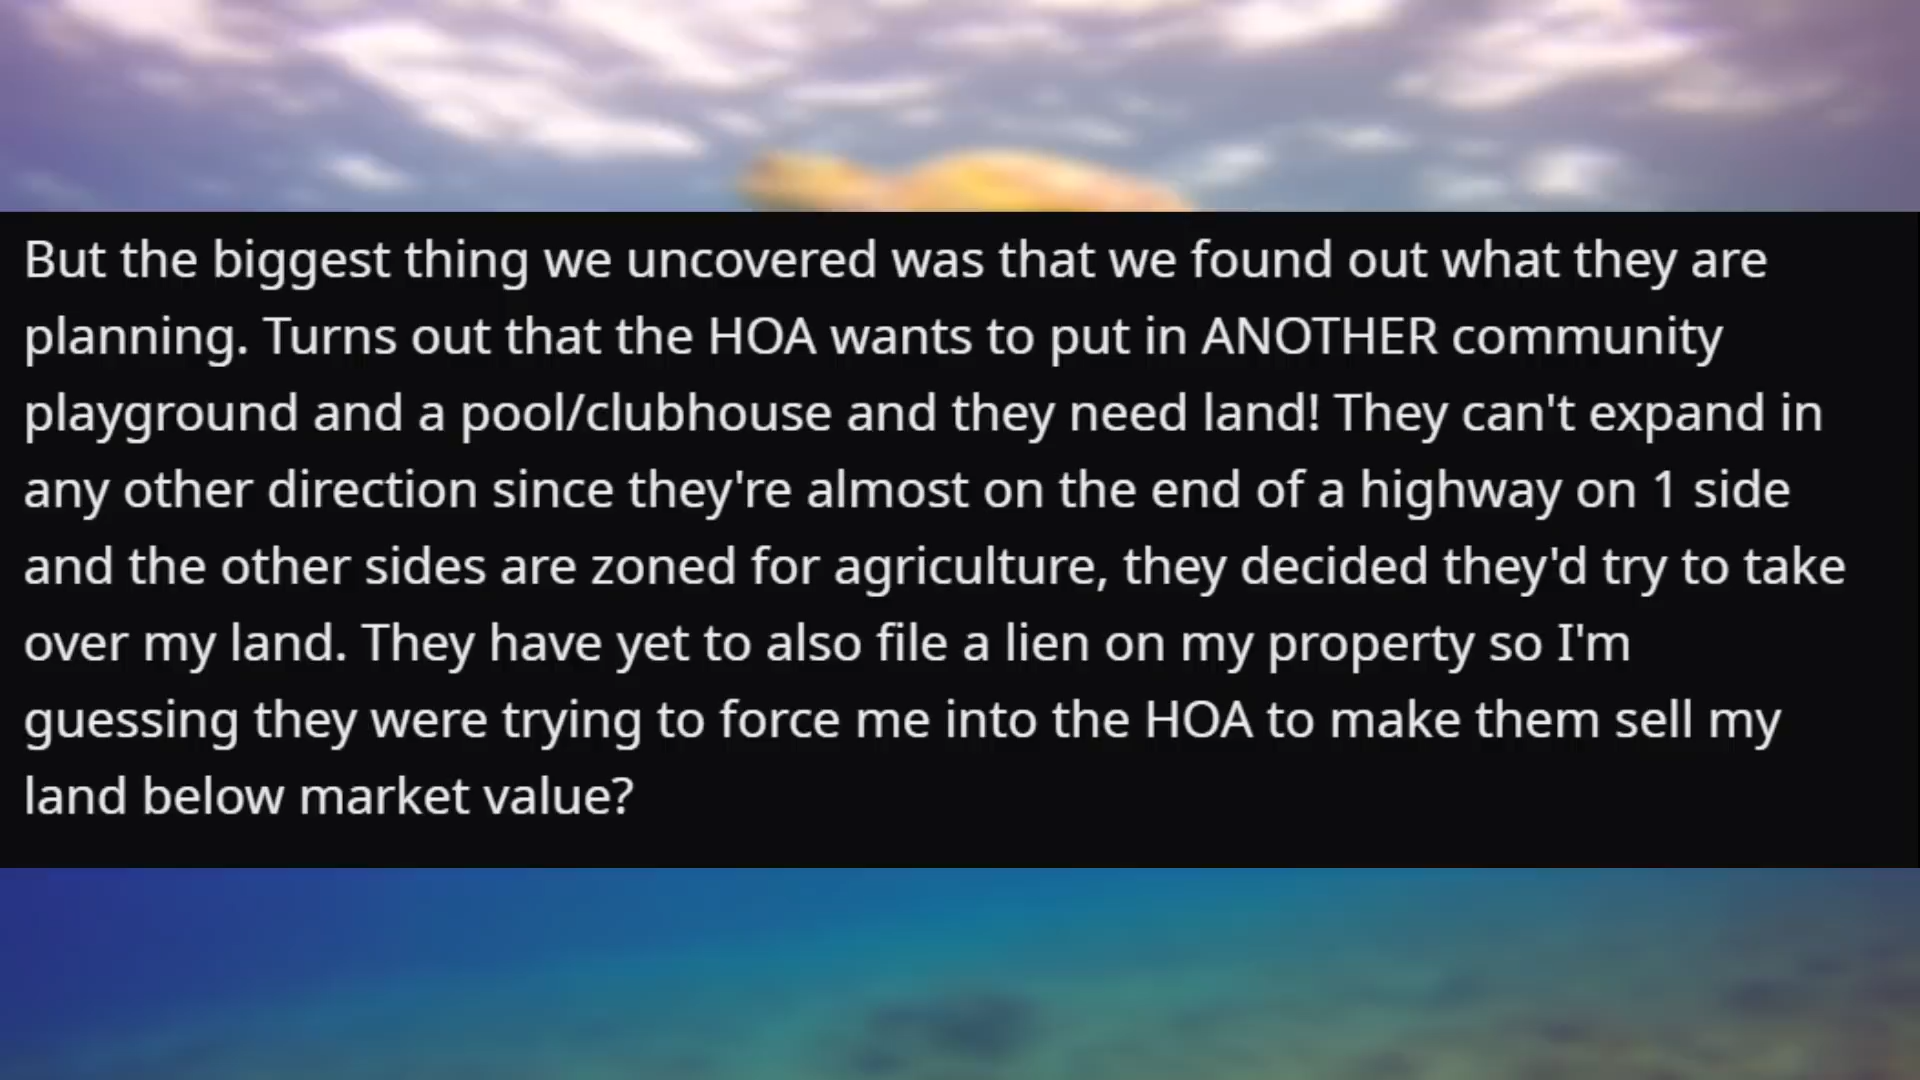 But the biggest thing we uncovered was that we found out what they are
planning. Turns out that the HOA wants to put in ANOTHER community
playground and a pool/clubhouse and they need land! They can't expand in
any other direction since they're almost on the end of a highway on 1 side
and the other sides are zoned for agriculture, they decided they'd try to take
over my land. They have yet to also file a lien on my property so I'm
guessing they were trying to force me into the HOA to make them sell my
land below market value?